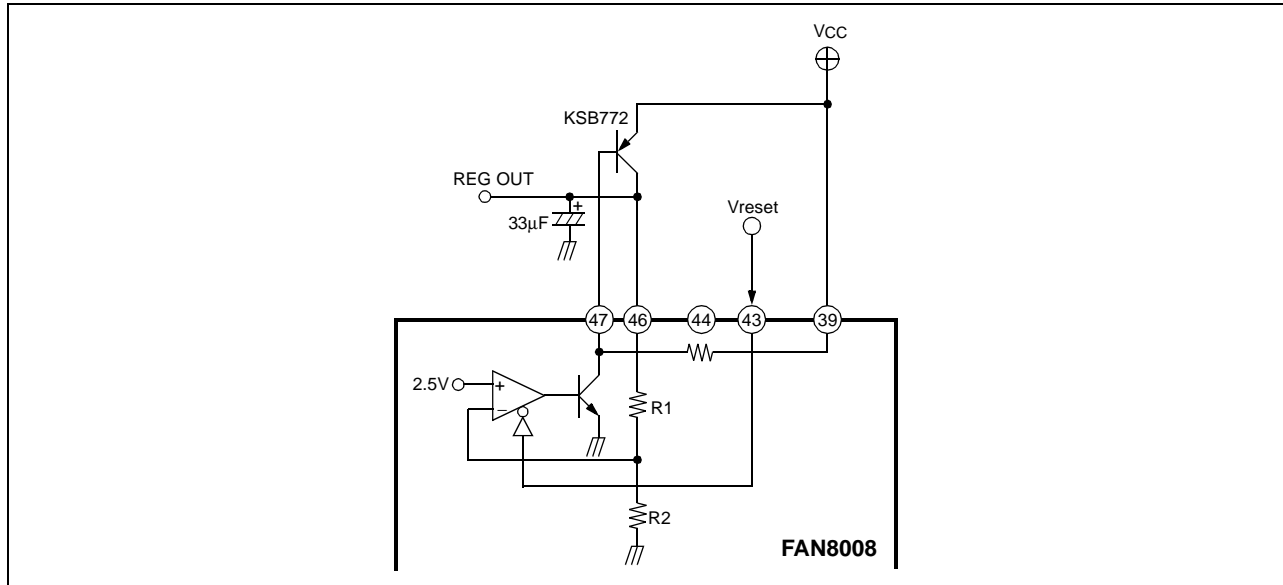 VCC
KSB772
REG OUT
+
33μF
Vreset
47
46
44
43
39
2.5V
+
−
R1
R2
FAN8008